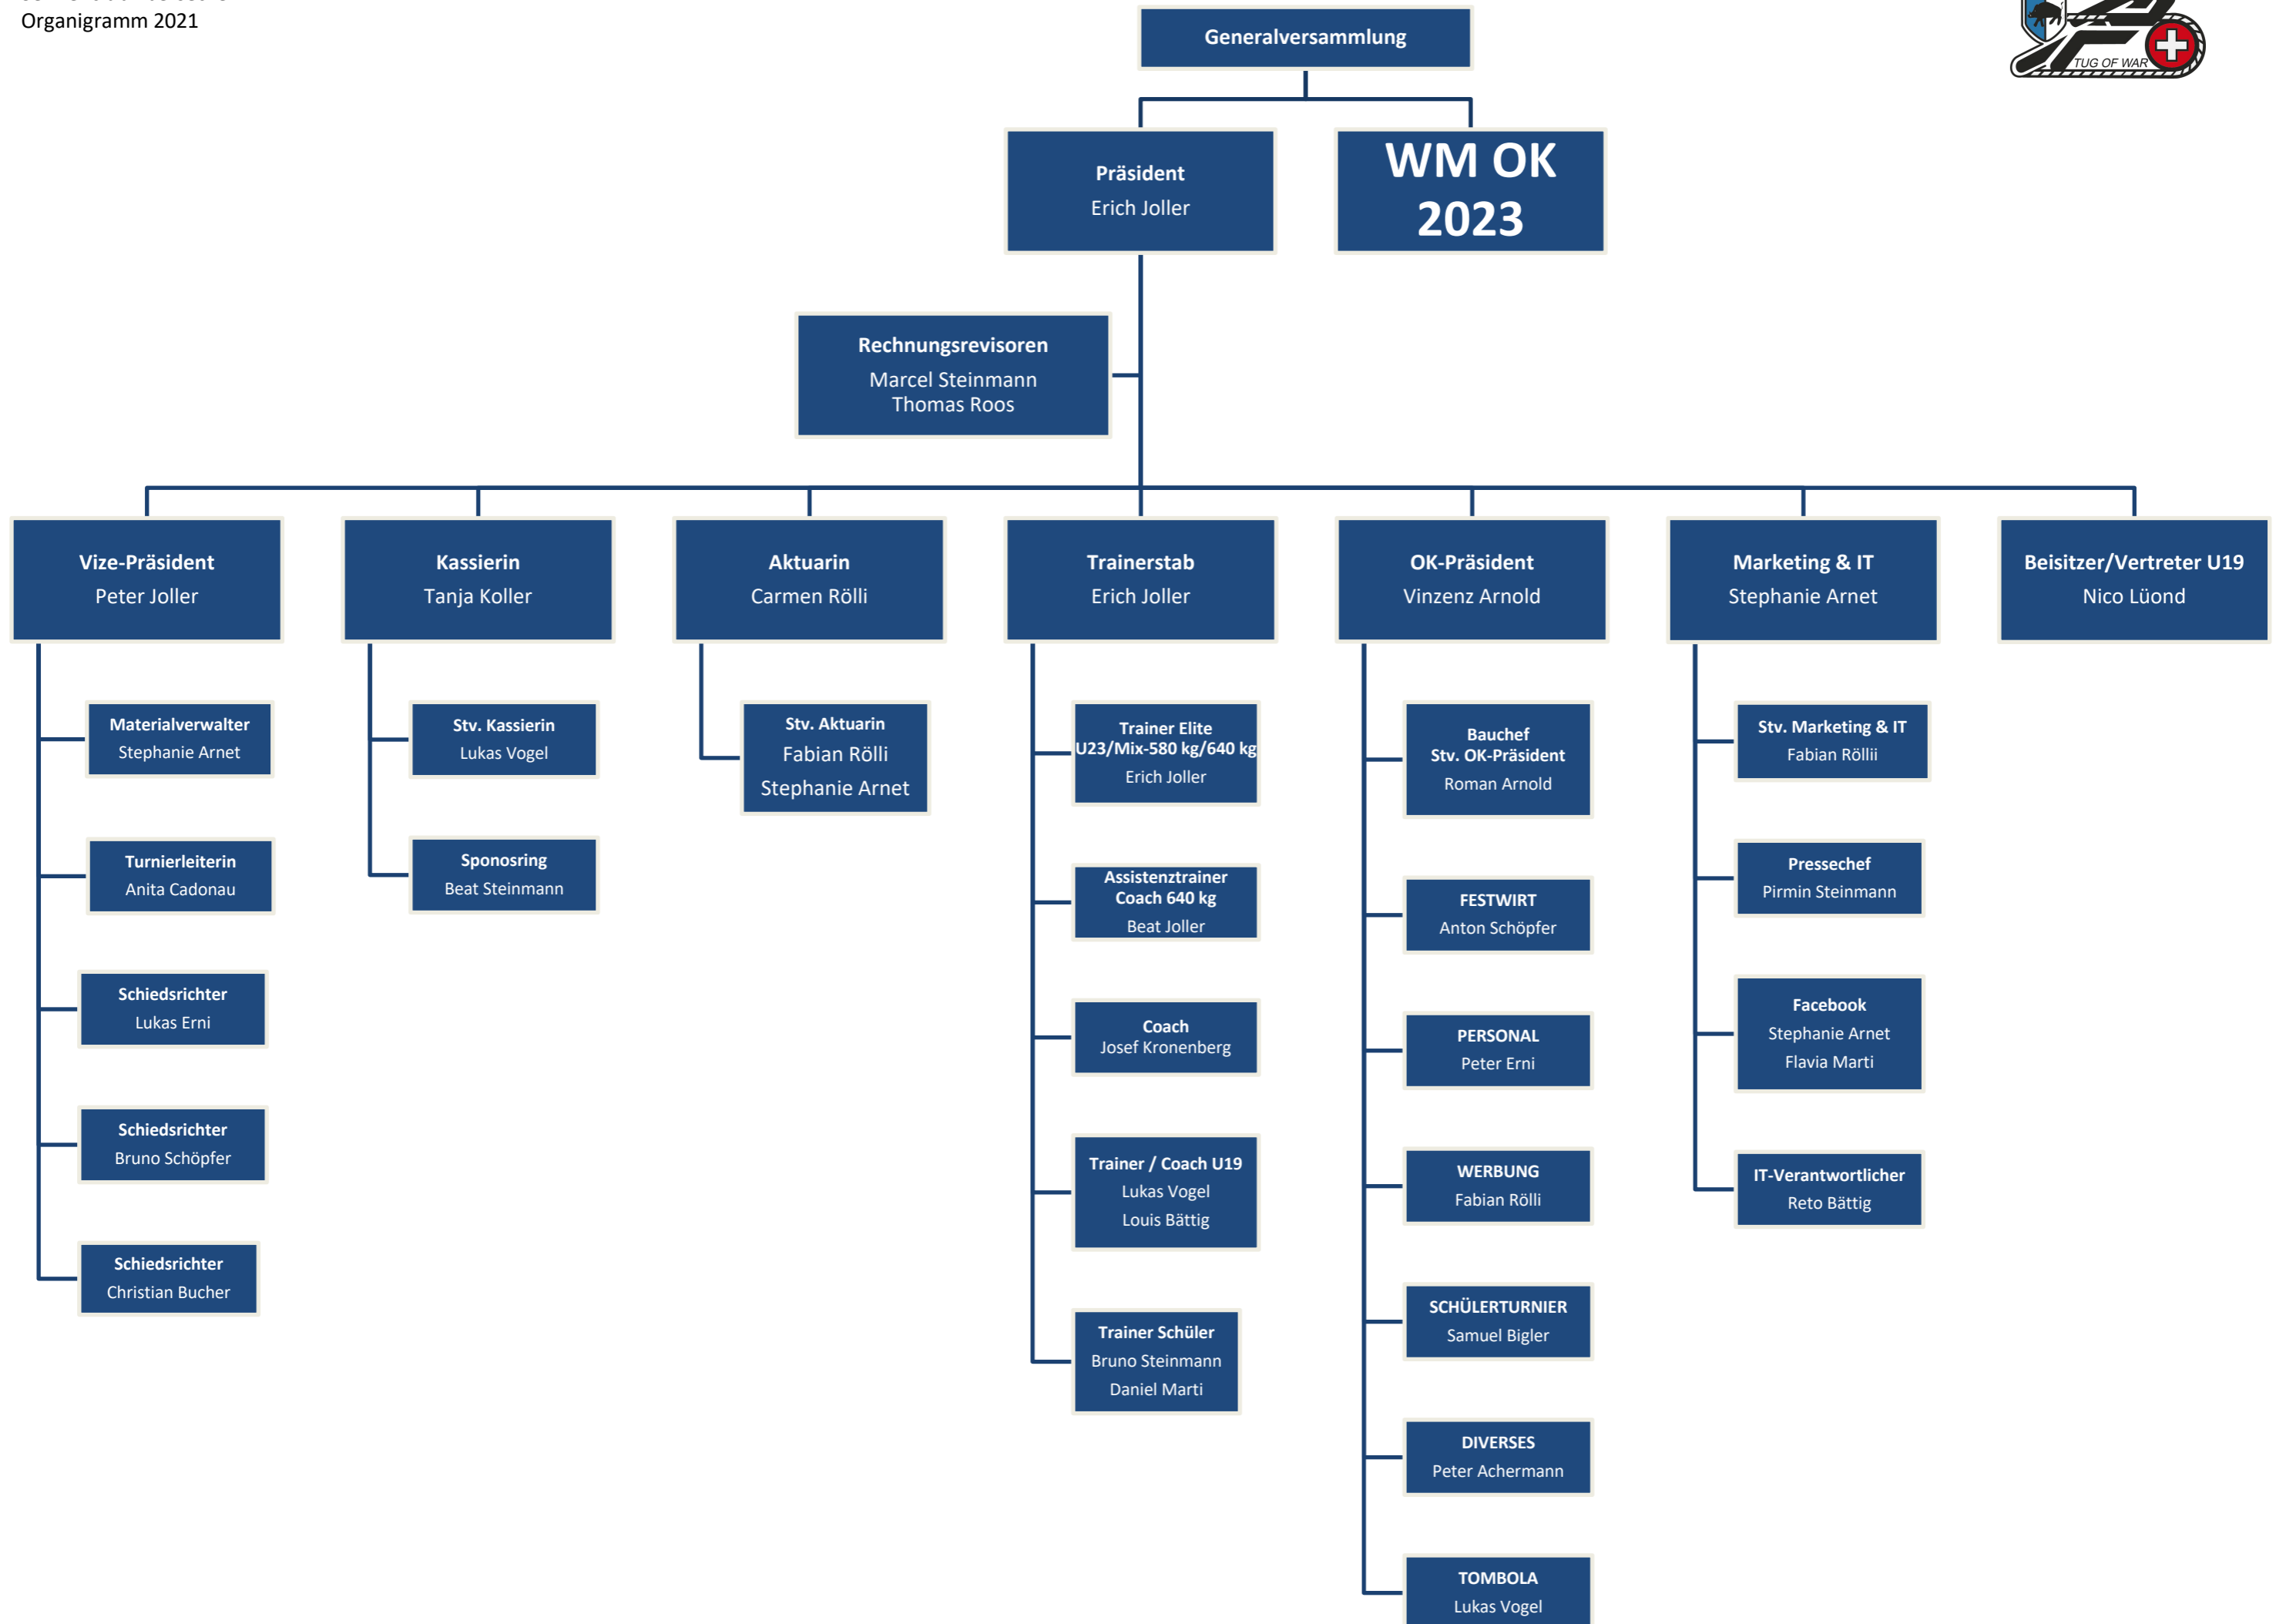 Organigramm 2021
TUG OF WAR
Generalversammlung
Präsident
Erich Joller
WM OK
2023
Rechnungsrevisoren
Marcel Steinmann
Thomas Roos
Vize-Präsident
Peter Joller
Materialverwalter
Stephanie Arnet
Turnierleiterin
Anita Cadonau
Schiedsrichter
Lukas Erni
Schiedsrichter
Bruno Schöpfer
Schiedsrichter
Christian Bucher
Kassierin
Tanja Koller
Stv. Kassierin
Lukas Vogel
Sponosring
Beat Steinmann
Aktuarin
Carmen Rölli
Stv. Aktuarin
Fabian Rölli
Stephanie Arnet
Trainerstab
Erich Joller
Trainer Elite
U23/Mix-580 kg/640 kg
Erich Joller
Assistenztrainer
Coach 640 kg
Beat Joller
Coach
Josef Kronenberg
Trainer / Coach U19
Lukas Vogel
Louis Bättig
Trainer Schüler
Bruno Steinmann
Daniel Marti
OK-Präsident
Vinzenz Arnold
Bauchef
Stv. OK-Präsident
Roman Arnold
FESTWIRT
Anton Schöpfer
PERSONAL
Peter Erni
WERBUNG
Fabian Rölli
SCHÜLERTURNIER
Samuel Bigler
DIVERSES
Peter Achermann
TOMBOLA
Lukas Vogel
Marketing & IT
Stephanie Arnet
Stv. Marketing & IT
Fabian Röllii
Pressechef
Pirmin Steinmann
Facebook
Stephanie Arnet
Flavia Marti
IT-Verantwortlicher
Reto Bättig
Beisitzer/Vertreter U19
Nico Lüond